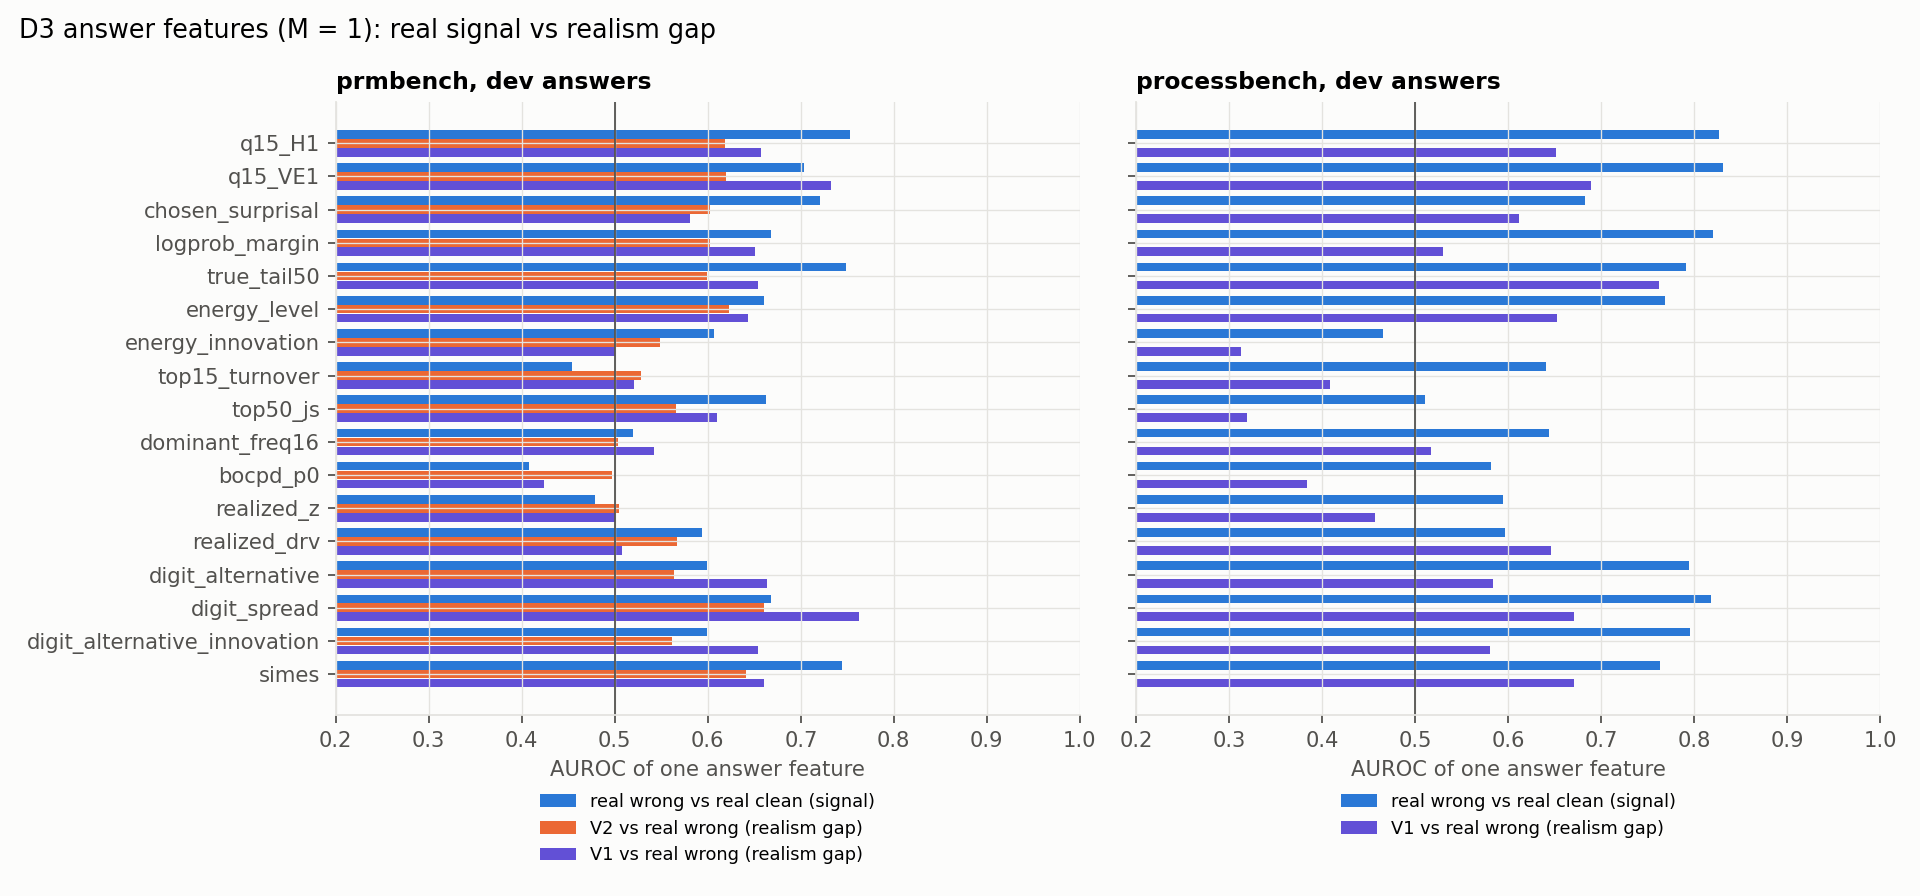 D3 answer features (M = 1): real signal vs realism gap
prmbench, dev answers
q15_H1
q15_VE1
chosen_surprisal
logprob_margin
true_tail50
energy_level
energy_innovation
top15_turnover
top50_js
dominant_freq16
bocpd_p0
realized_z
realized_drv
digit_alternative
digit_spread
digit_alternative_innovation
simes
0.2 0.3 0.4 0.5 0.6 0.7 0.8 0.9 1.0
AUROC of one answer feature
real wrong vs real clean (signal)
V2 vs real wrong (realism gap)
V1 vs real wrong (realism gap)
processbench, dev answers
0.2 0.3 0.4 0.5 0.6 0.7 0.8 0.9 1.0
AUROC of one answer feature
real wrong vs real clean (signal)
V1 vs real wrong (realism gap)